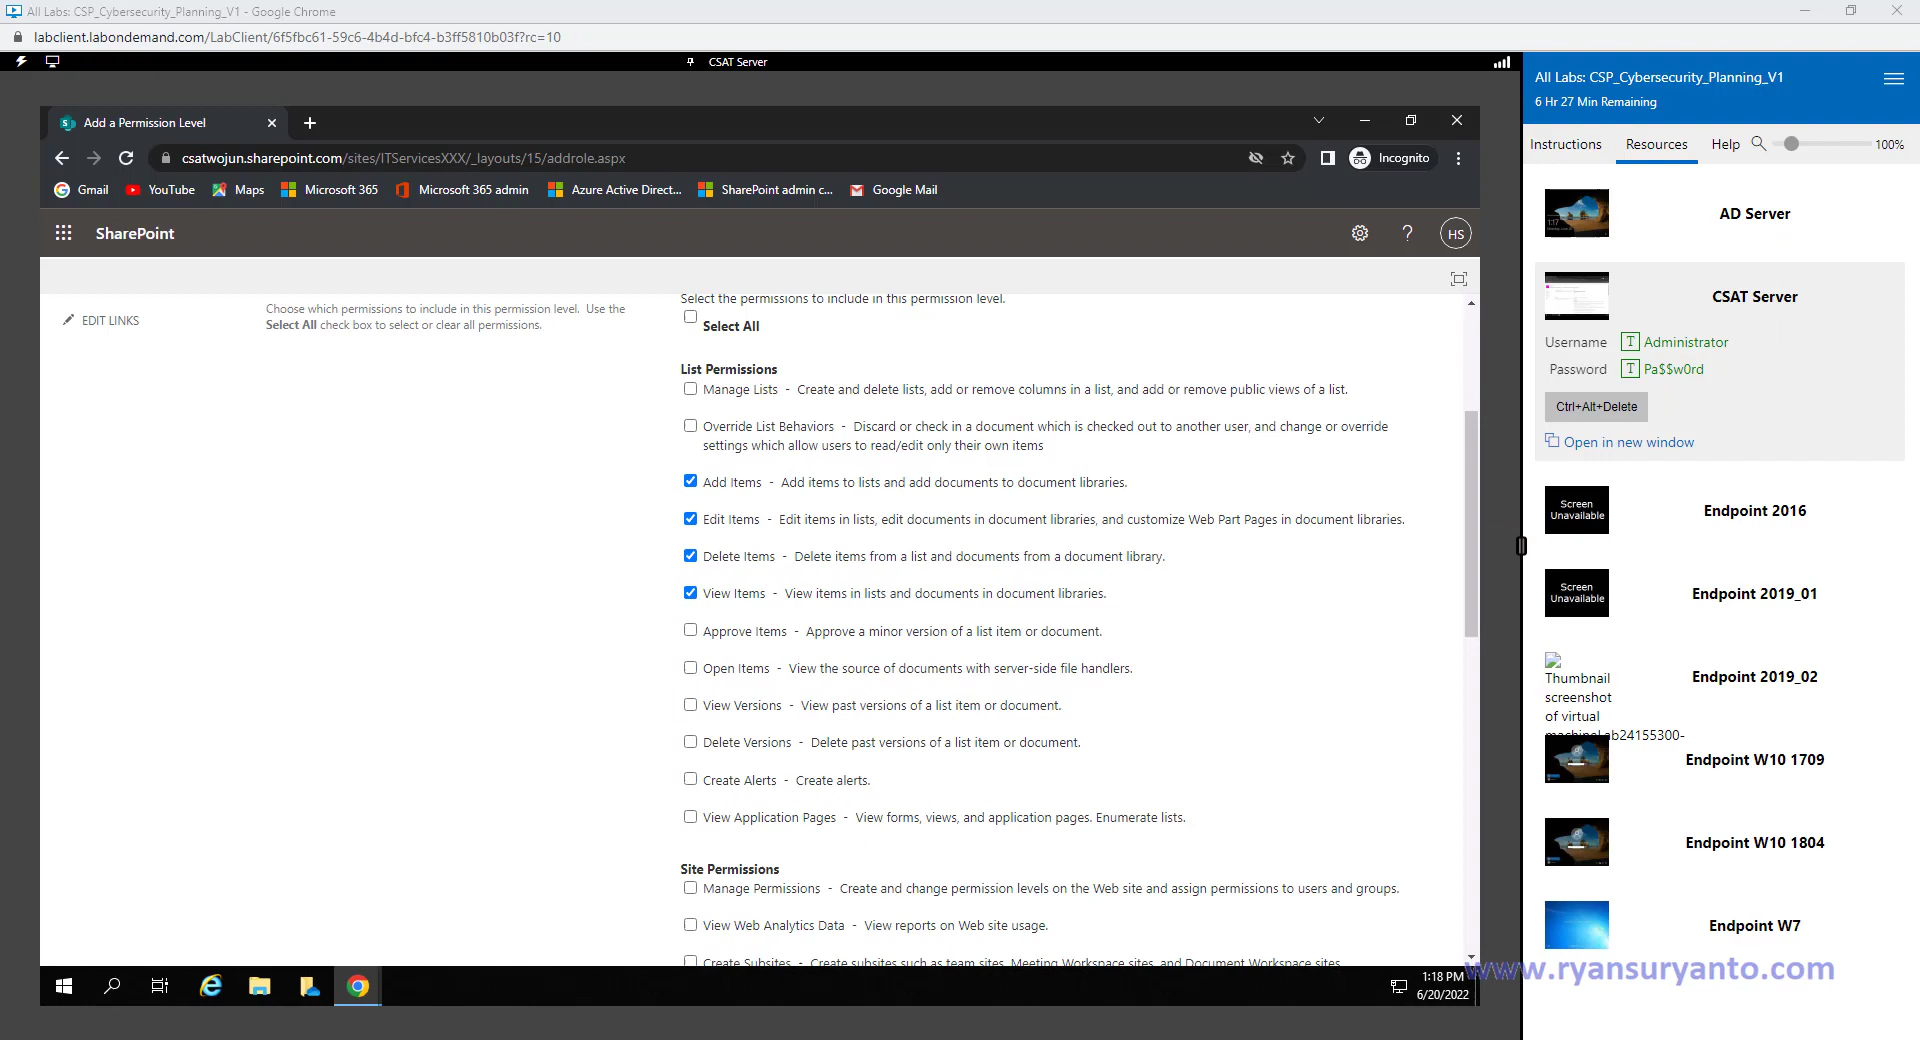 All Labs: CSP_Cybersecurity_Planning_V1 - Google Chrome
labclient.labondemand.com/LabClient/6f5fbc61-59c6-4b4d-bfc4-b3ff5810b03f?rc=10
CSAT Server
Add a Permission Level
csatwojun.sharepoint.com/sites/ITServicesXXX/_layouts/15/addrole.aspx
Incognito
Gmail YouTube Maps Microsoft 365 Microsoft 365 admin Azure Active Direct... SharePoint admin c... Google Mail
SharePoint
? HS
EDIT LINKS
Choose which permissions to include in this permission level. Use the
Select All check box to select or clear all permissions.
Select the permissions to include in this permission level.
Select All
List Permissions
Manage Lists - Create and delete lists, add or remove columns in a list, and add or remove public views of a list.
Override List Behaviors - Discard or check in a document which is checked out to another user, and change or override
settings which allow users to read/edit only their own items
Add Items - Add items to lists and add documents to document libraries.
Edit Items - Edit items in lists, edit documents in document libraries, and customize Web Part Pages in document libraries.
Delete Items - Delete items from a list and documents from a document library.
View Items - View items in lists and documents in document libraries.
Approve Items - Approve a minor version of a list item or document.
Open Items - View the source of documents with server-side file handlers.
View Versions - View past versions of a list item or document.
Delete Versions - Delete past versions of a list item or document.
Create Alerts - Create alerts.
View Application Pages - View forms, views, and application pages. Enumerate lists.
Site Permissions
Manage Permissions - Create and change permission levels on the Web site and assign permissions to users and groups.
View Web Analytics Data - View reports on Web site usage.
Create Subsites - Create subsites such as team sites, Meeting Workspace sites, and Document Workspace sites.
1:18 PM
6/20/2022
All Labs: CSP_Cybersecurity_Planning_V1
6 Hr 27 Min Remaining
Instructions Resources Help 100%
AD Server
CSAT Server
Username T Administrator
Password T Pa$$w0rd
Ctrl+Alt+Delete
Open in new window
Screen
Unavailable
Endpoint 2016
Screen
Unavailable
Endpoint 2019_01
Thumbnail
screenshot
of virtual
Endpoint 2019_02
Endpoint W10 1709
Endpoint W10 1804
Endpoint W7
www.ryansuryanto.com